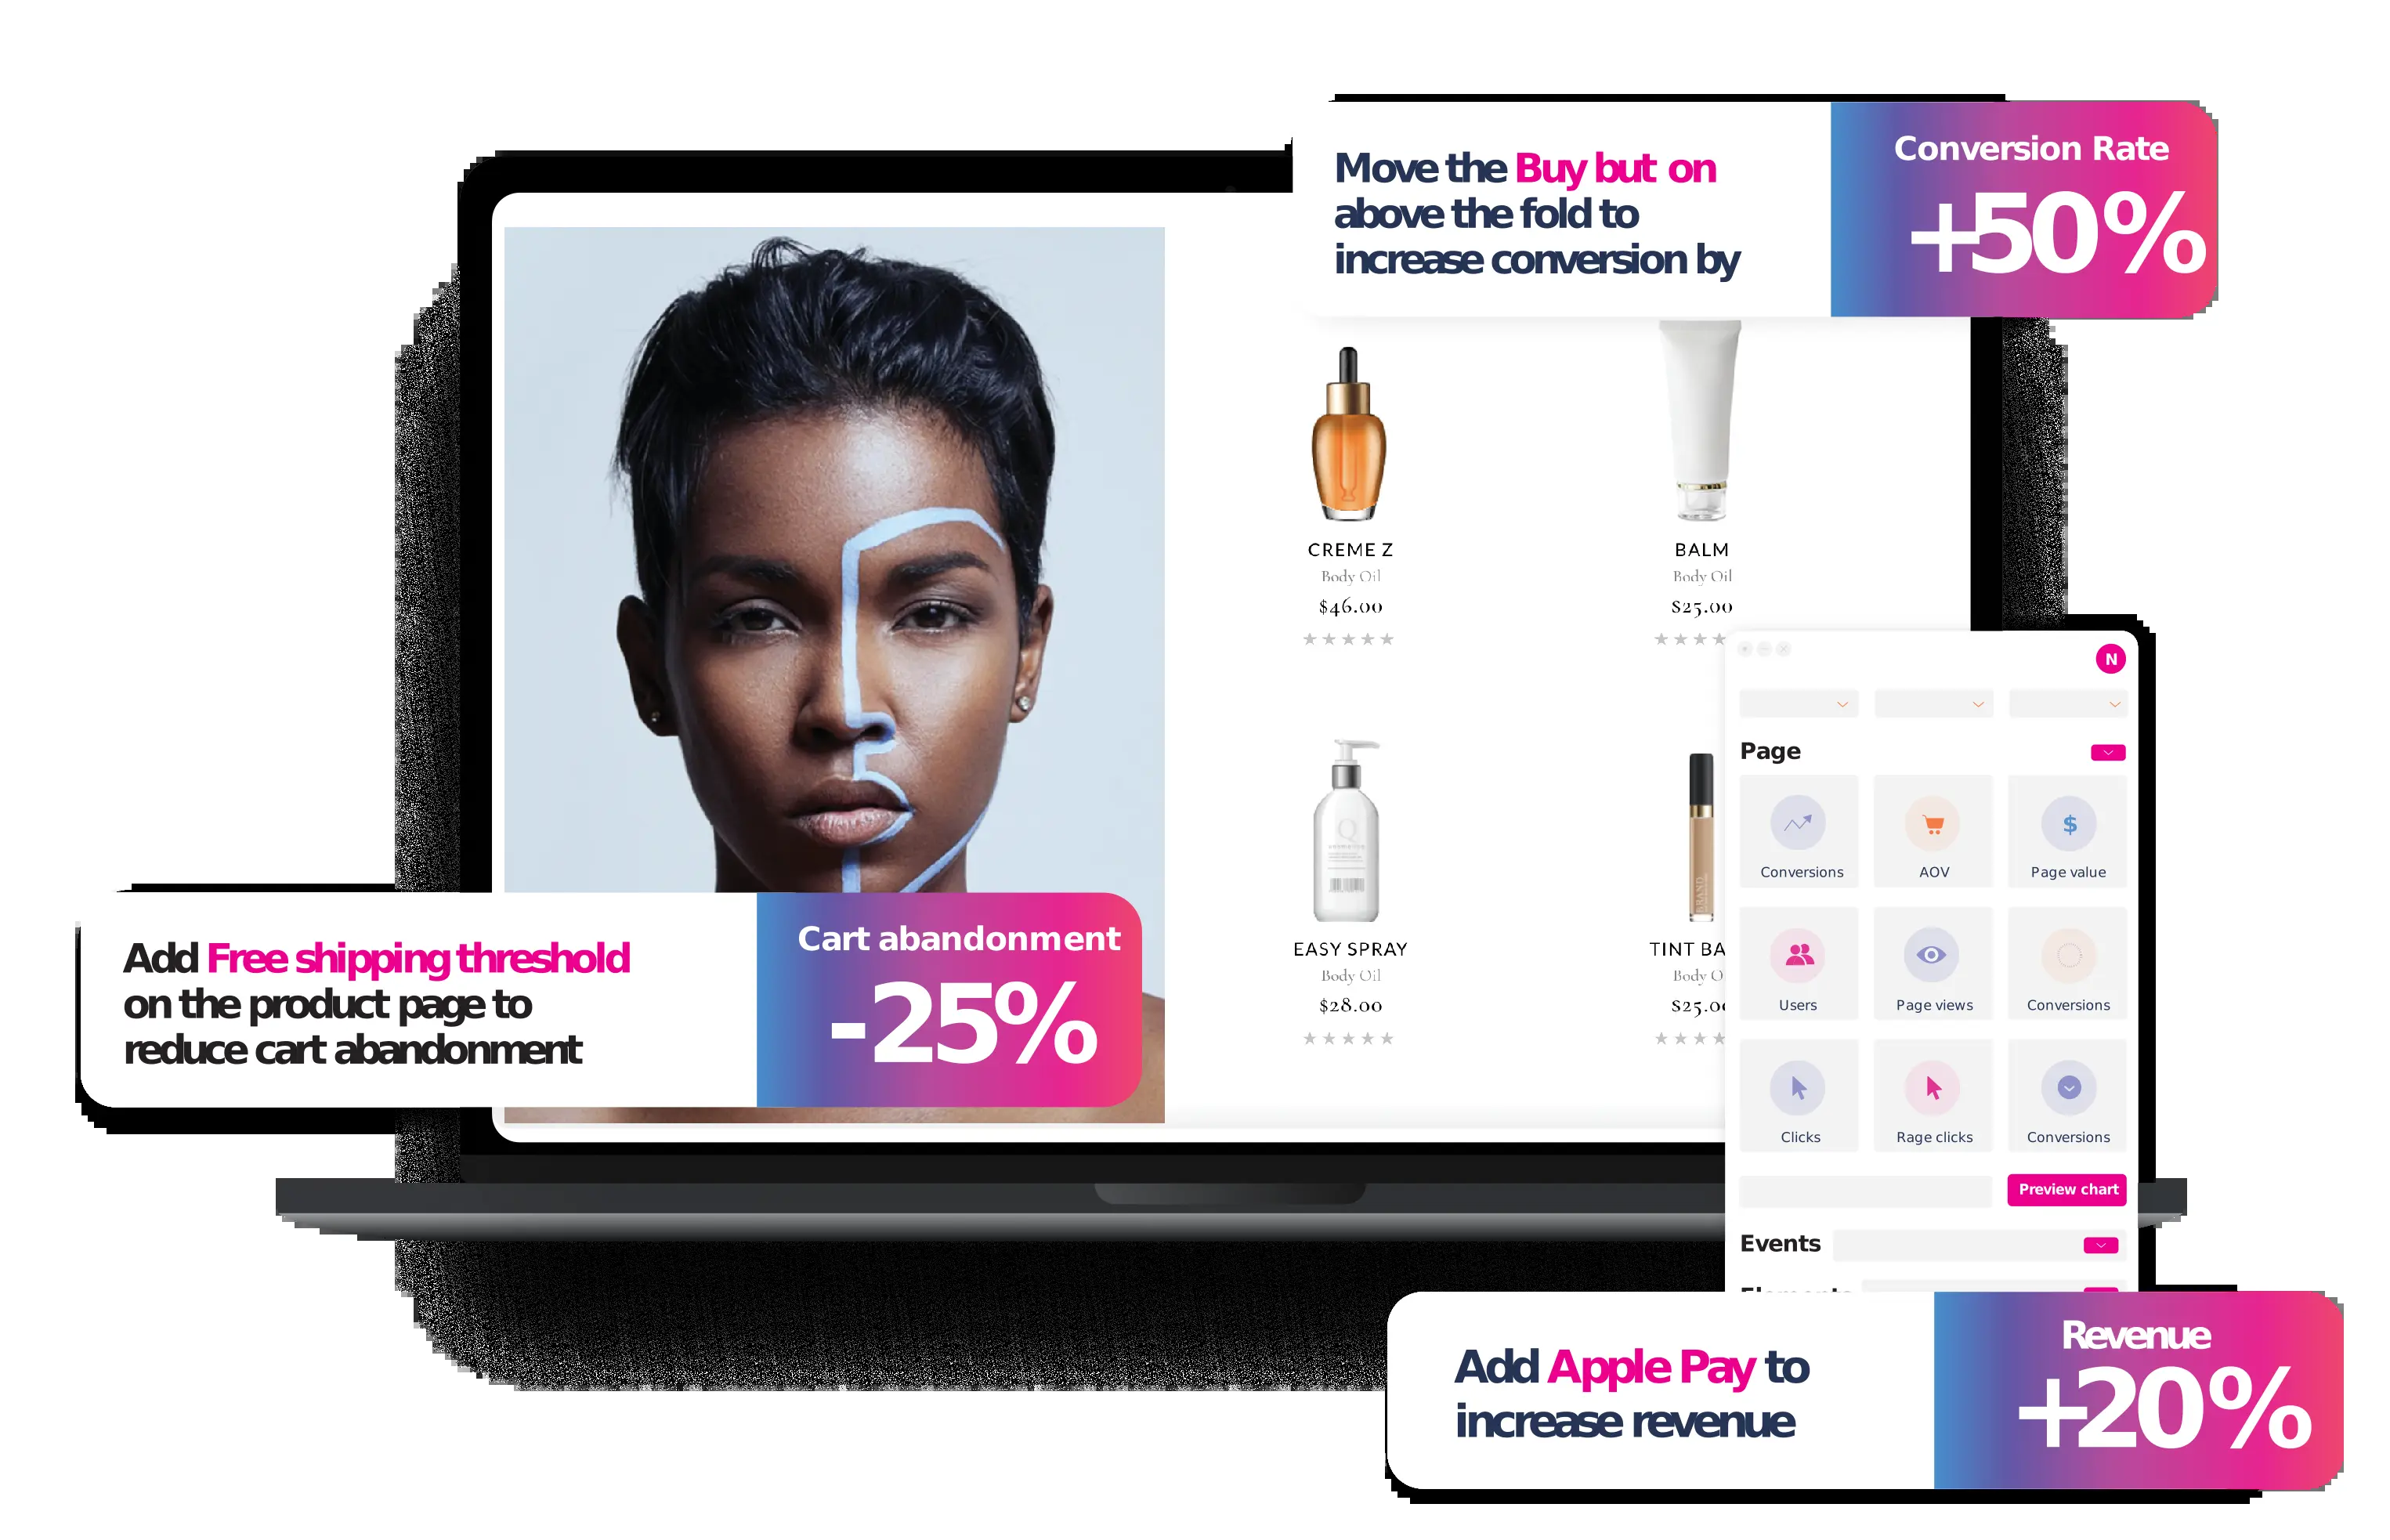 Move the Buy but on
above the fold to
increase conversion by
Conversion Rate
+50%
CREME Z
Body Oil
$46.00
BALM
Body Oil
$25.00
EASY SPRAY
Body Oil
$28.00
TINT BA
Body O
$25.00
Q
BRAND
Add Free shipping threshold
on the product page to
reduce cart abandonment
Cart abandonment
-25%
N
Page
Conversions
AOV
$
Page value
Users
Page views
Conversions
Clicks
Rage clicks
Conversions
Preview chart
Events
Elements
Add Apple Pay to
increase revenue
Revenue
+20%